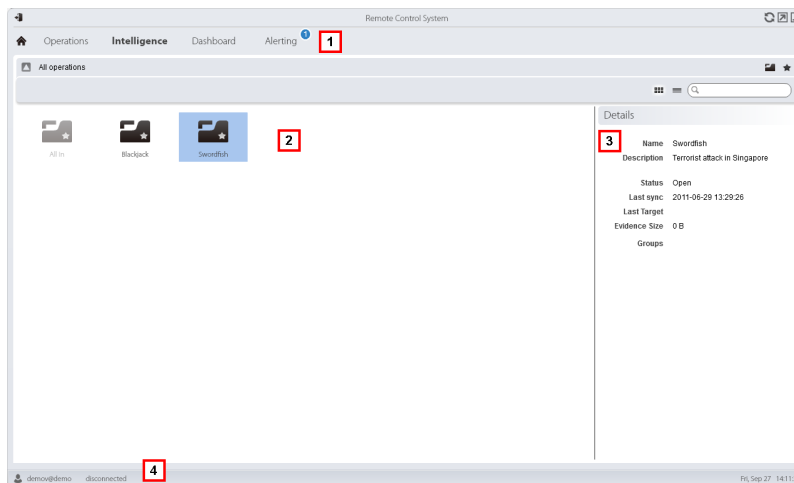 Remote Control System
Operations Intelligence Dashboard Alerting 1 1
All operations
Details
All In Blackjack Swordfish 2
3 Name Swordfish
Description Terrorist attack in Singapore
Status Open
Last sync 2011-06-29 13:29:26
Last Target
Evidence Size 0 B
Groups
4
demov@demo disconnected Fri, Sep 27 14:11: